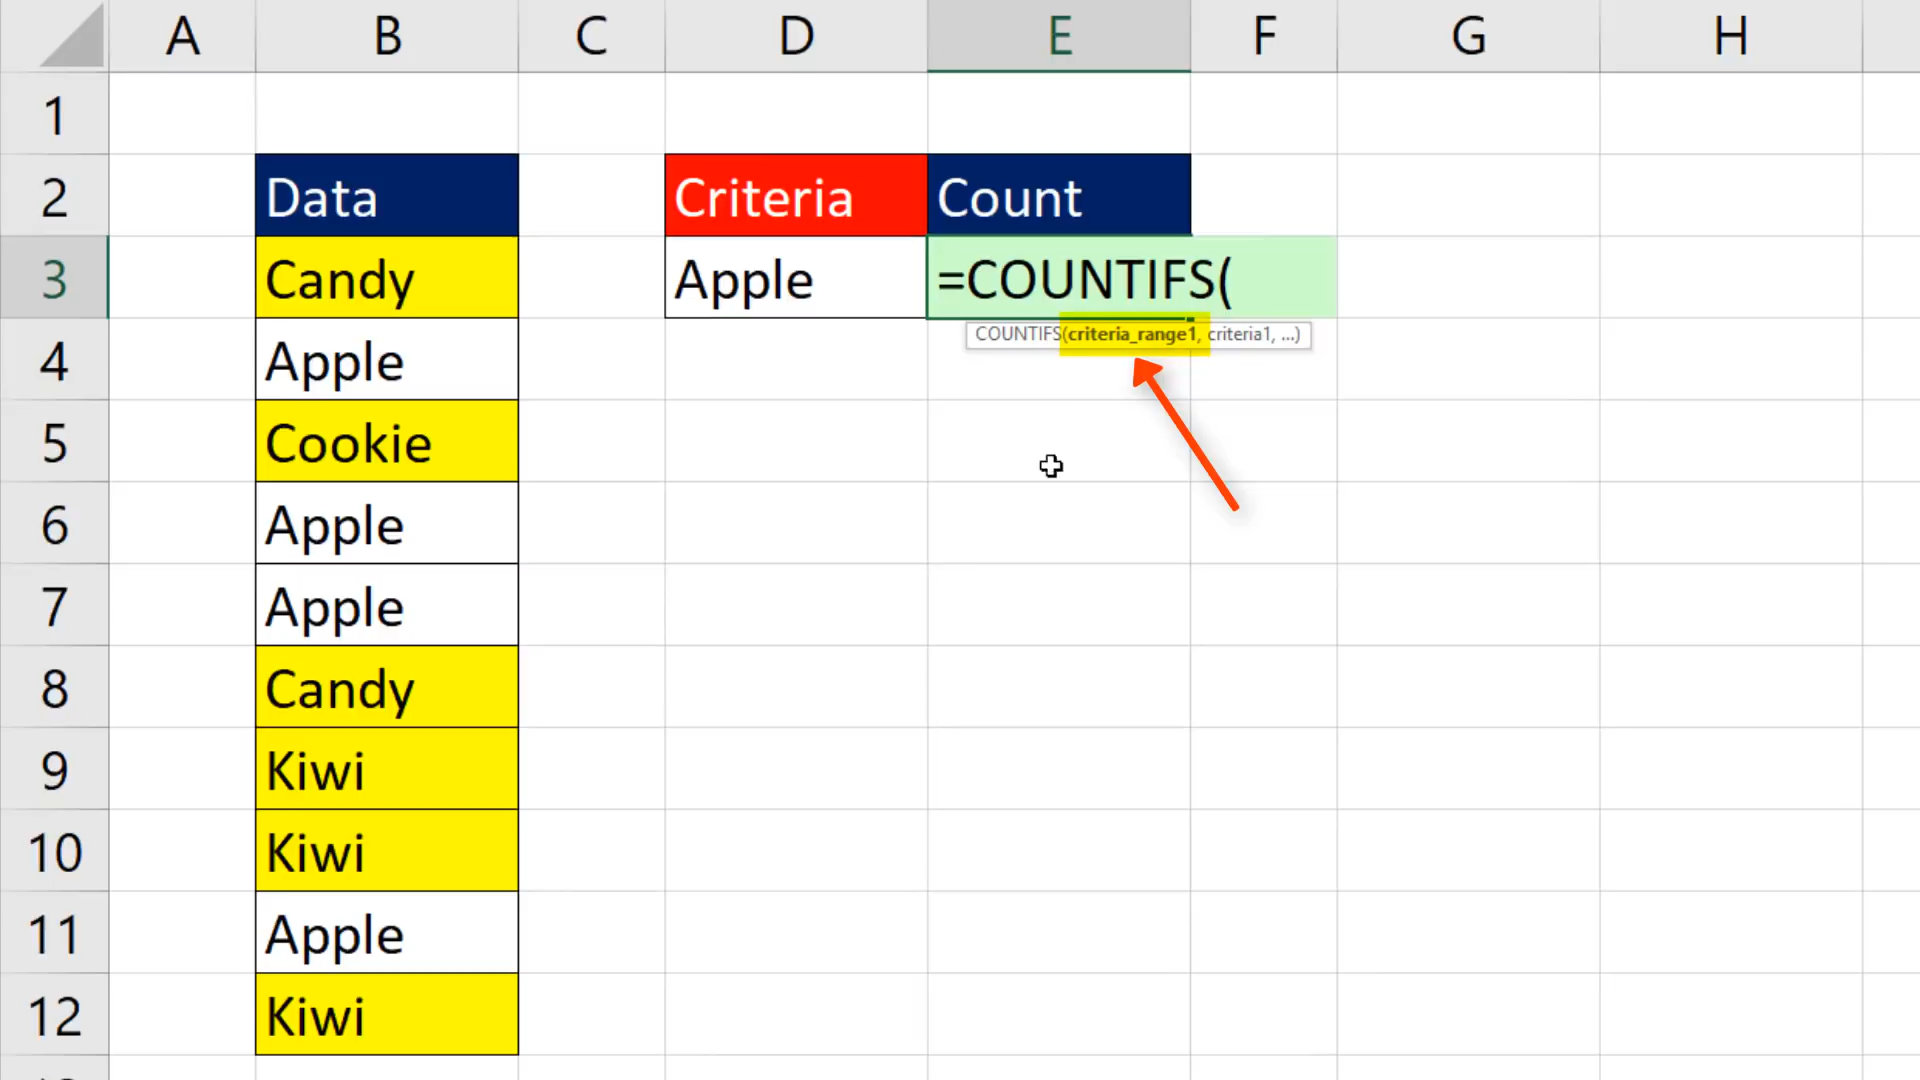 A B C D E F G H
1
2 Data Criteria Count
3 Candy Apple =COUNTIFS(
COUNTIFS(criteria_range1, criteria1, ...)
4 Apple
5 Cookie
6 Apple
7 Apple
8 Candy
9 Kiwi
10 Kiwi
11 Apple
12 Kiwi